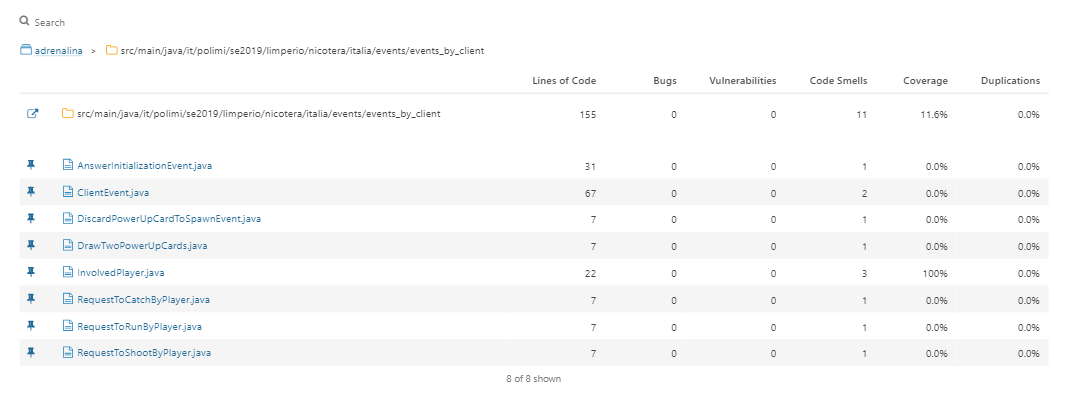 Search
adrenalina > src/main/java/it/polimi/se2019/limperio/nicotera/italia/events/events_by_client
Lines of Code Bugs Vulnerabilities Code Smells Coverage Duplications
src/main/java/it/polimi/se2019/limperio/nicotera/italia/events/events_by_client 155 0 0 11 11.6% 0.0%
AnswerInitializationEvent.java 31 0 0 1 0.0% 0.0%
ClientEvent.java 67 0 0 2 0.0% 0.0%
DiscardPowerUpCardToSpawnEvent.java 7 0 0 1 0.0% 0.0%
DrawTwoPowerUpCards.java 7 0 0 1 0.0% 0.0%
InvolvedPlayer.java 22 0 0 3 100% 0.0%
RequestToCatchByPlayer.java 7 0 0 1 0.0% 0.0%
RequestToRunByPlayer.java 7 0 0 1 0.0% 0.0%
RequestToShootByPlayer.java 7 0 0 1 0.0% 0.0%
8 of 8 shown